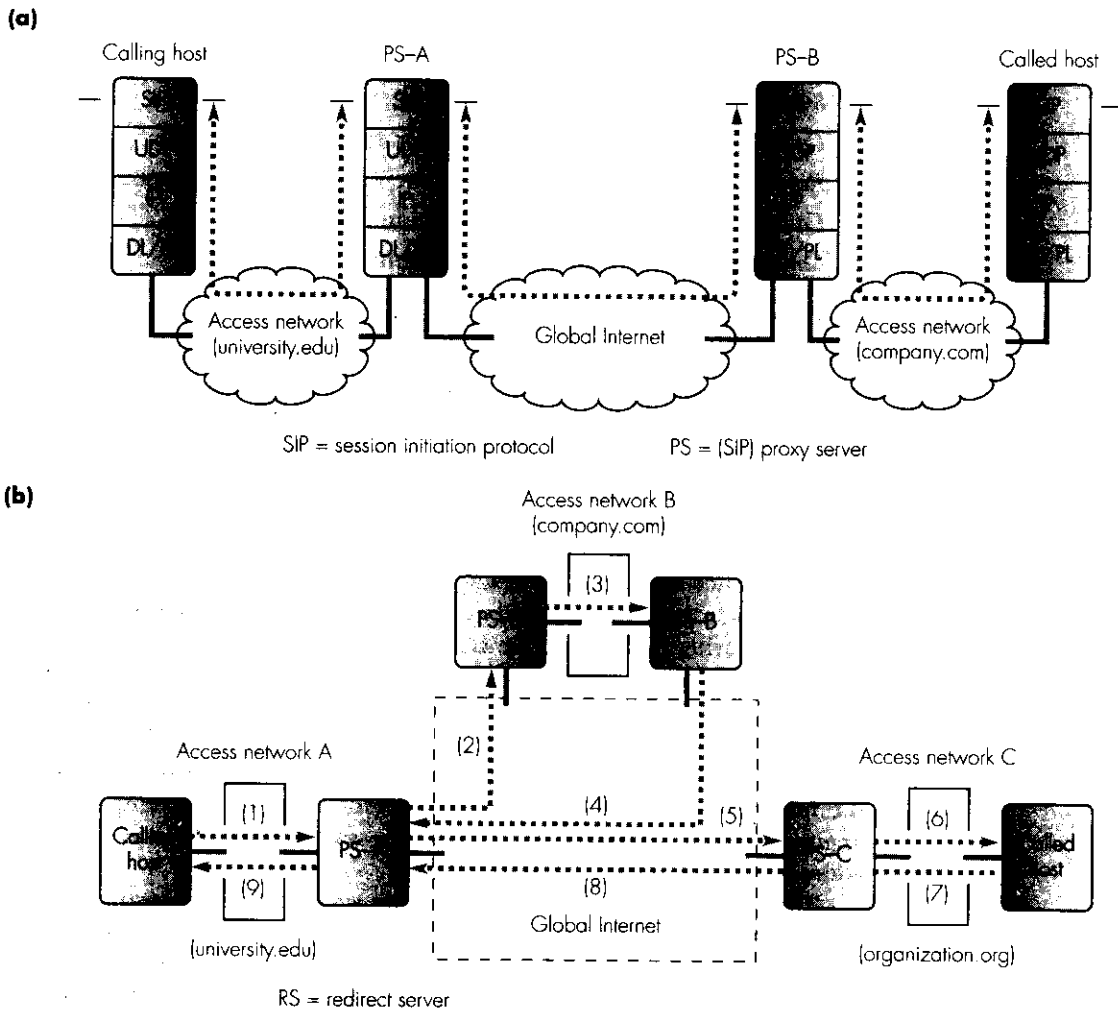 (a)
Calling host
PS–A
PS–B
Called host
DL
DL
Access network
(university.edu)
Global Internet
Access network
(company.com)
SIP = session initiation protocol
PS = (SIP) proxy server
(b)
Access network B
(company.com)
(3)
(2)
Access network A
Access network C
(1)
(4)
(5)
(6)
(9)
(8)
(7)
Global Internet
(university.edu)
(organization.org)
RS = redirect server